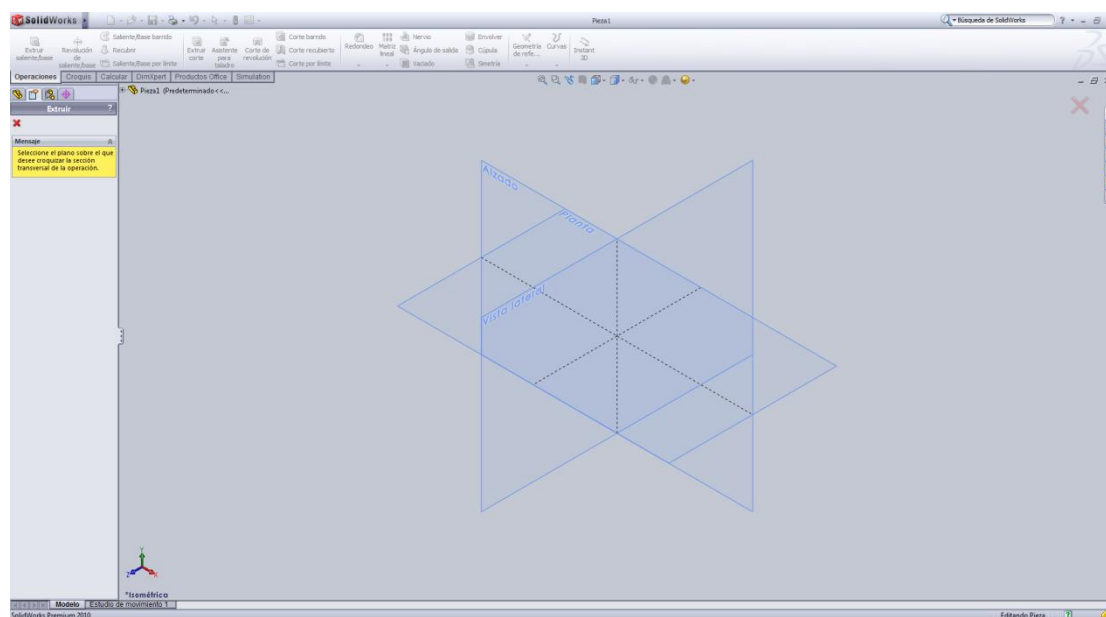 SolidWorks
Pieza1
Búsqueda de SolidWorks
Extruir saliente/base
Revolución de saliente/base
Saliente/Base barrido
Recubrir
Saliente/Base por límite
Extruir corte
Asistente para taladro
Corte de revolución
Corte barrido
Corte recubierto
Corte por límite
Redondeo
Matriz lineal
Nervio
Ángulo de salida
Vaciado
Envolver
Cúpula
Simetría
Geometría de refe...
Curvas
Instant 3D
Operaciones Croquis Calcular DimXpert Productos Office Simulation
Pieza1 (Predeterminado<<...
Extruir ?
Mensaje
Seleccione el plano sobre el que
desee croquizar la sección
transversal de la operación.
Alzado
Planta
Vista lateral
Y
Z X
*Isométrica
Modelo Estudio de movimiento 1
SolidWorks Premium 2010
Editando Pieza